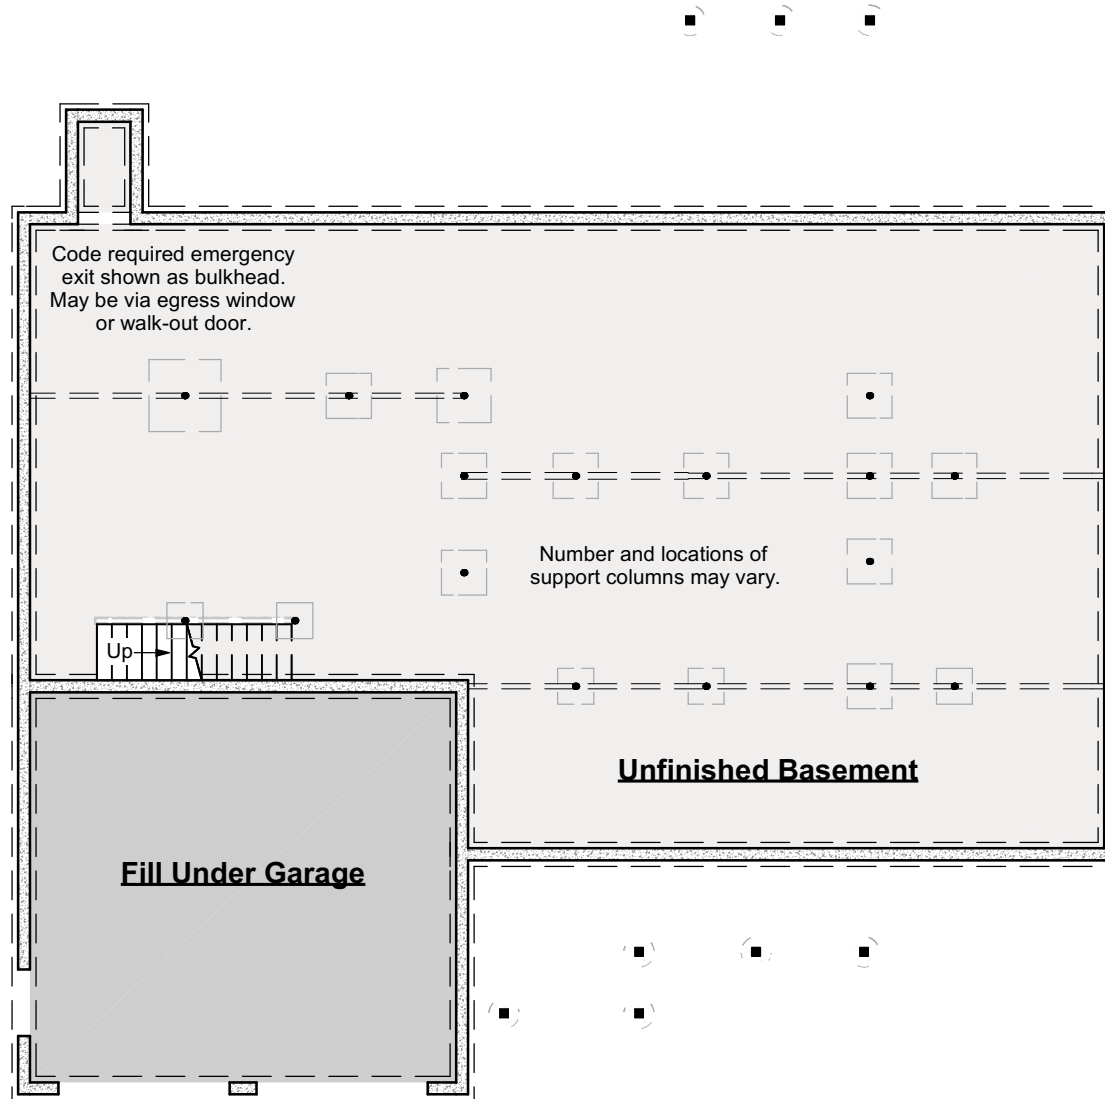 Code required emergency
exit shown as bulkhead.
May be via egress window
or walk-out door.
Number and locations of
support columns may vary.
Up
Unfinished Basement
Fill Under Garage